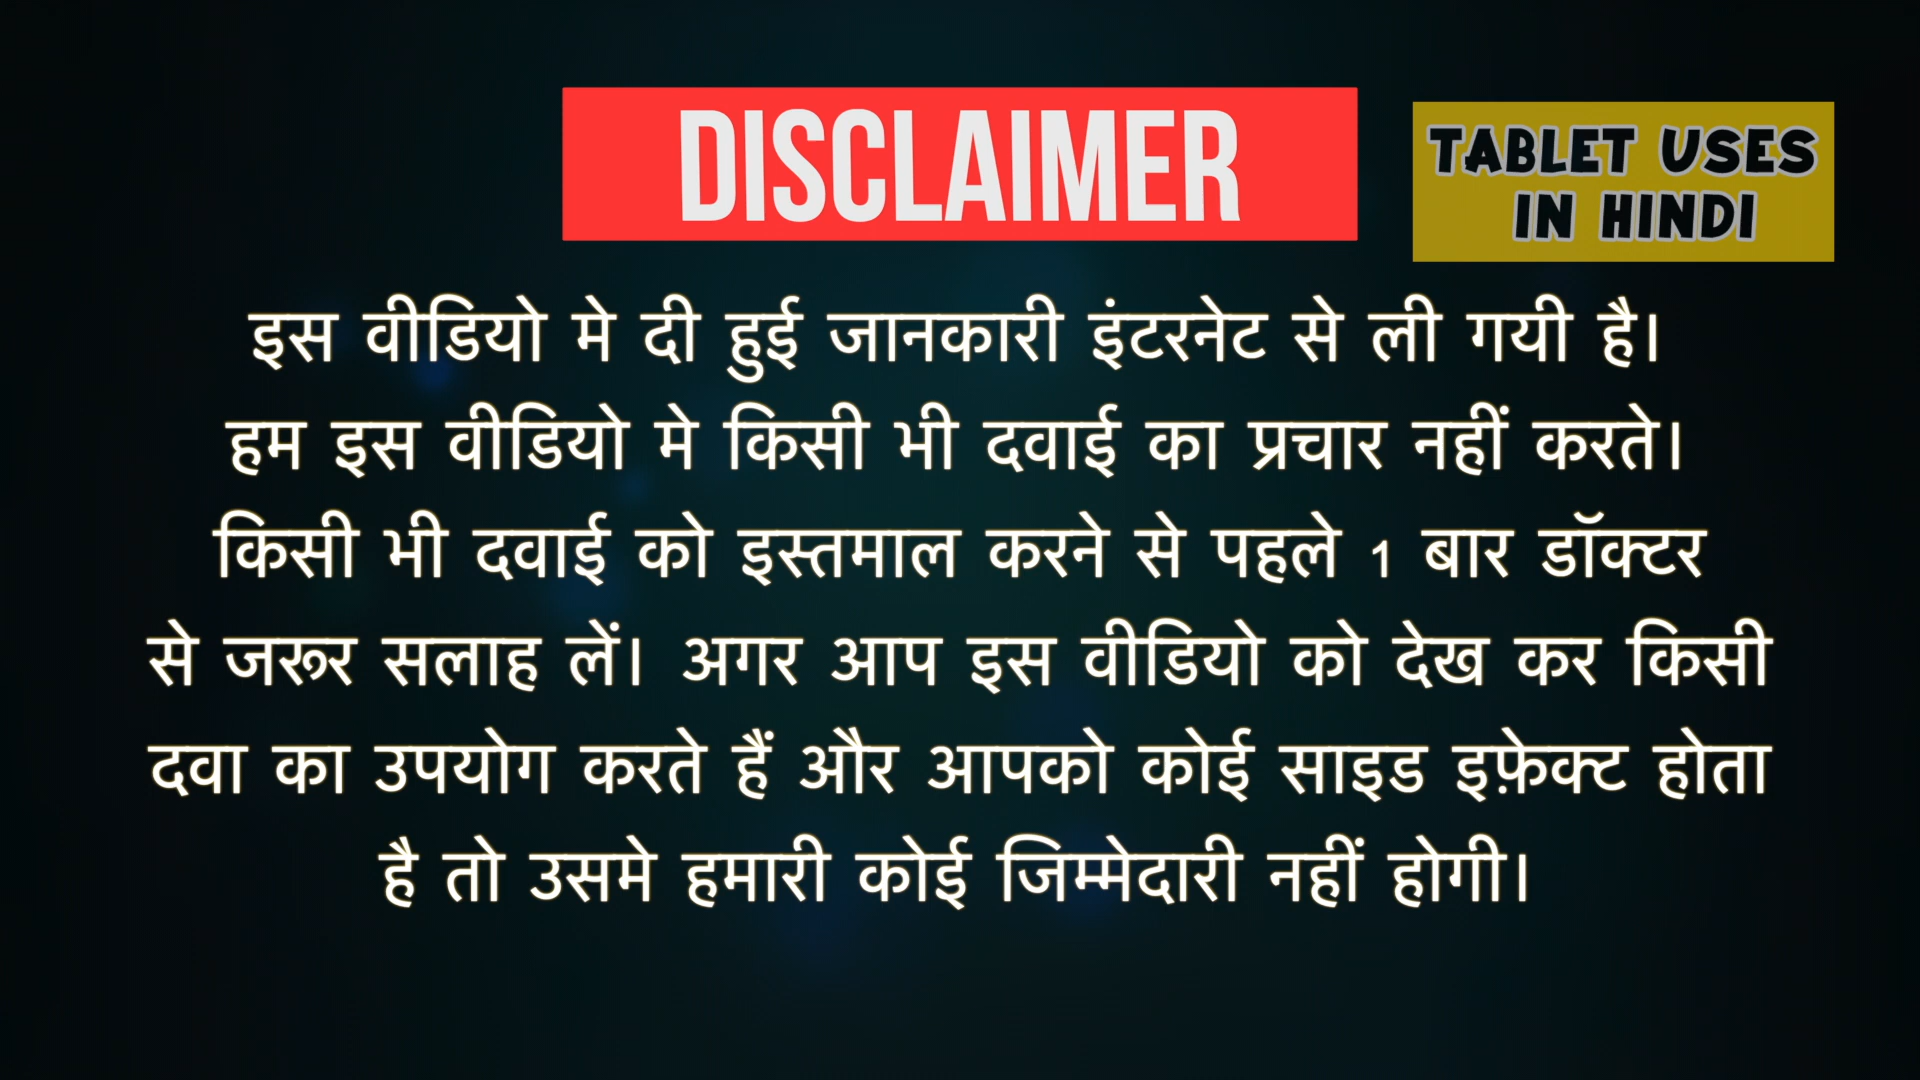 DISCLAIMER
TABLET USES
IN HINDI
इस वीडियो मे दी हुई जानकारी इंटरनेट से ली गयी है।
हम इस वीडियो मे किसी भी दवाई का प्रचार नहीं करते।
किसी भी दवाई को इस्तमाल करने से पहले 1 बार डॉक्टर
से जरूर सलाह लें। अगर आप इस वीडियो को देख कर किसी
दवा का उपयोग करते हैं और आपको कोई साइड इफ़ेक्ट होता
है तो उसमे हमारी कोई जिम्मेदारी नहीं होगी।